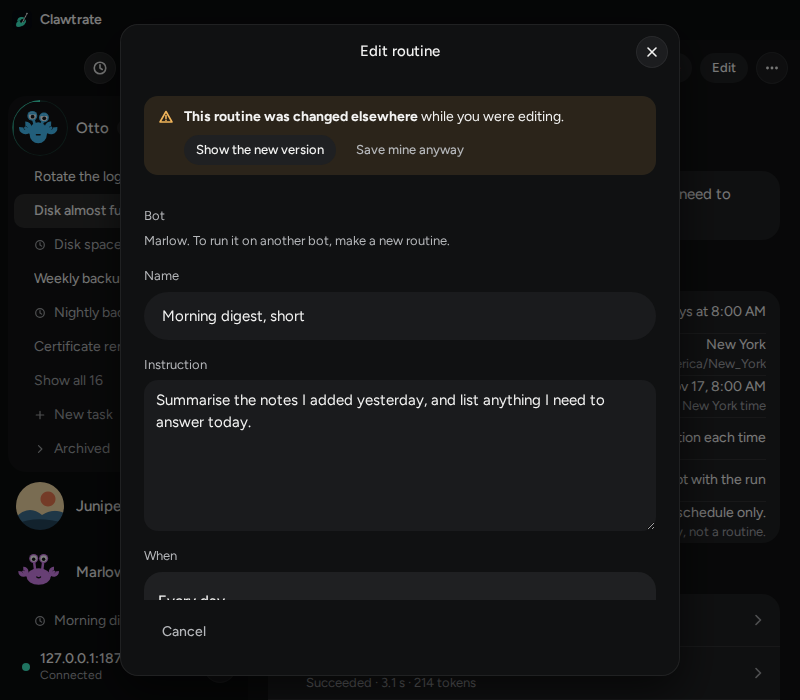 Clawtrate
Edit routine
Edit
Otto
This routine was changed elsewhere while you were editing.
Show the new version
Save mine anyway
Rotate the log
Disk almost fu
Disk space
Weekly backu
Nightly bac
Certificate rer
Show all 16
New task
Archived
Junipe
Marlow
Morning di
127.0.0.1:187
Connected
Bot
Marlow. To run it on another bot, make a new routine.
Name
Morning digest, short
Instruction
Summarise the notes I added yesterday, and list anything I need to
answer today.
When
Every day
Cancel
need to
ys at 8:00 AM
New York
erica/New_York
ov 17, 8:00 AM
New York time
tion each time
ot with the run
schedule only.
y, not a routine.
Succeeded · 3.1 s · 214 tokens